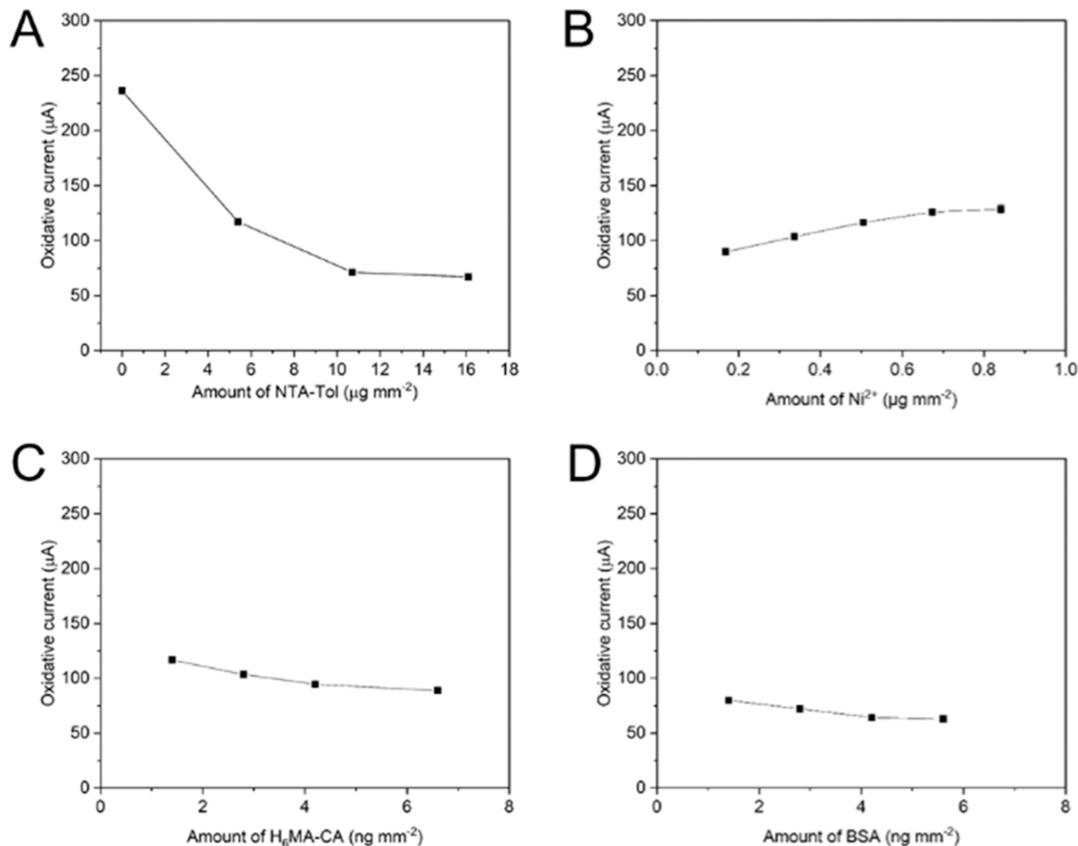 A
300
250
200
150
100
50
0
Oxidative current (μA)
0 2 4 6 8 10 12 14 16 18
Amount of NTA-Tol (μg mm⁻²)
B
300
250
200
150
100
50
0
Oxidative current (μA)
0.0 0.2 0.4 0.6 0.8 1.0
Amount of Ni²⁺ (μg mm⁻²)
C
300
250
200
150
100
50
0
Oxidative current (μA)
0 2 4 6 8
Amount of H₆MA-CA (ng mm⁻²)
D
300
250
200
150
100
50
0
Oxidative current (μA)
0 2 4 6 8
Amount of BSA (ng mm⁻²)